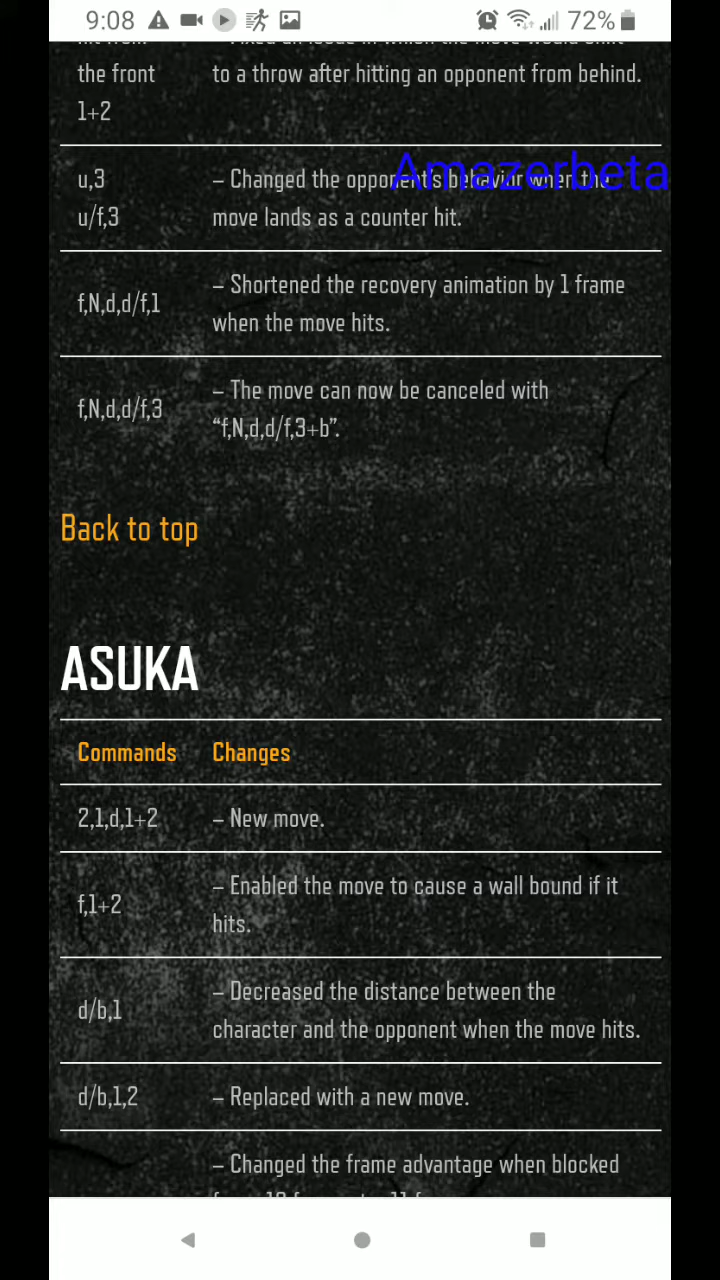 9:08
72%
the front
to a throw after hitting an opponent from behind.
1+2
Amazerbeta
u,3
u/f,3
– Changed the opponent's behavior when the
move lands as a counter hit.
f,N,d,d/f,1
– Shortened the recovery animation by 1 frame
when the move hits.
f,N,d,d/f,3
– The move can now be canceled with
“f,N,d,d/f,3+b”.
Back to top
ASUKA
Commands
Changes
2,1,d,1+2
– New move.
f,1+2
– Enabled the move to cause a wall bound if it
hits.
d/b,1
– Decreased the distance between the
character and the opponent when the move hits.
d/b,1,2
– Replaced with a new move.
– Changed the frame advantage when blocked